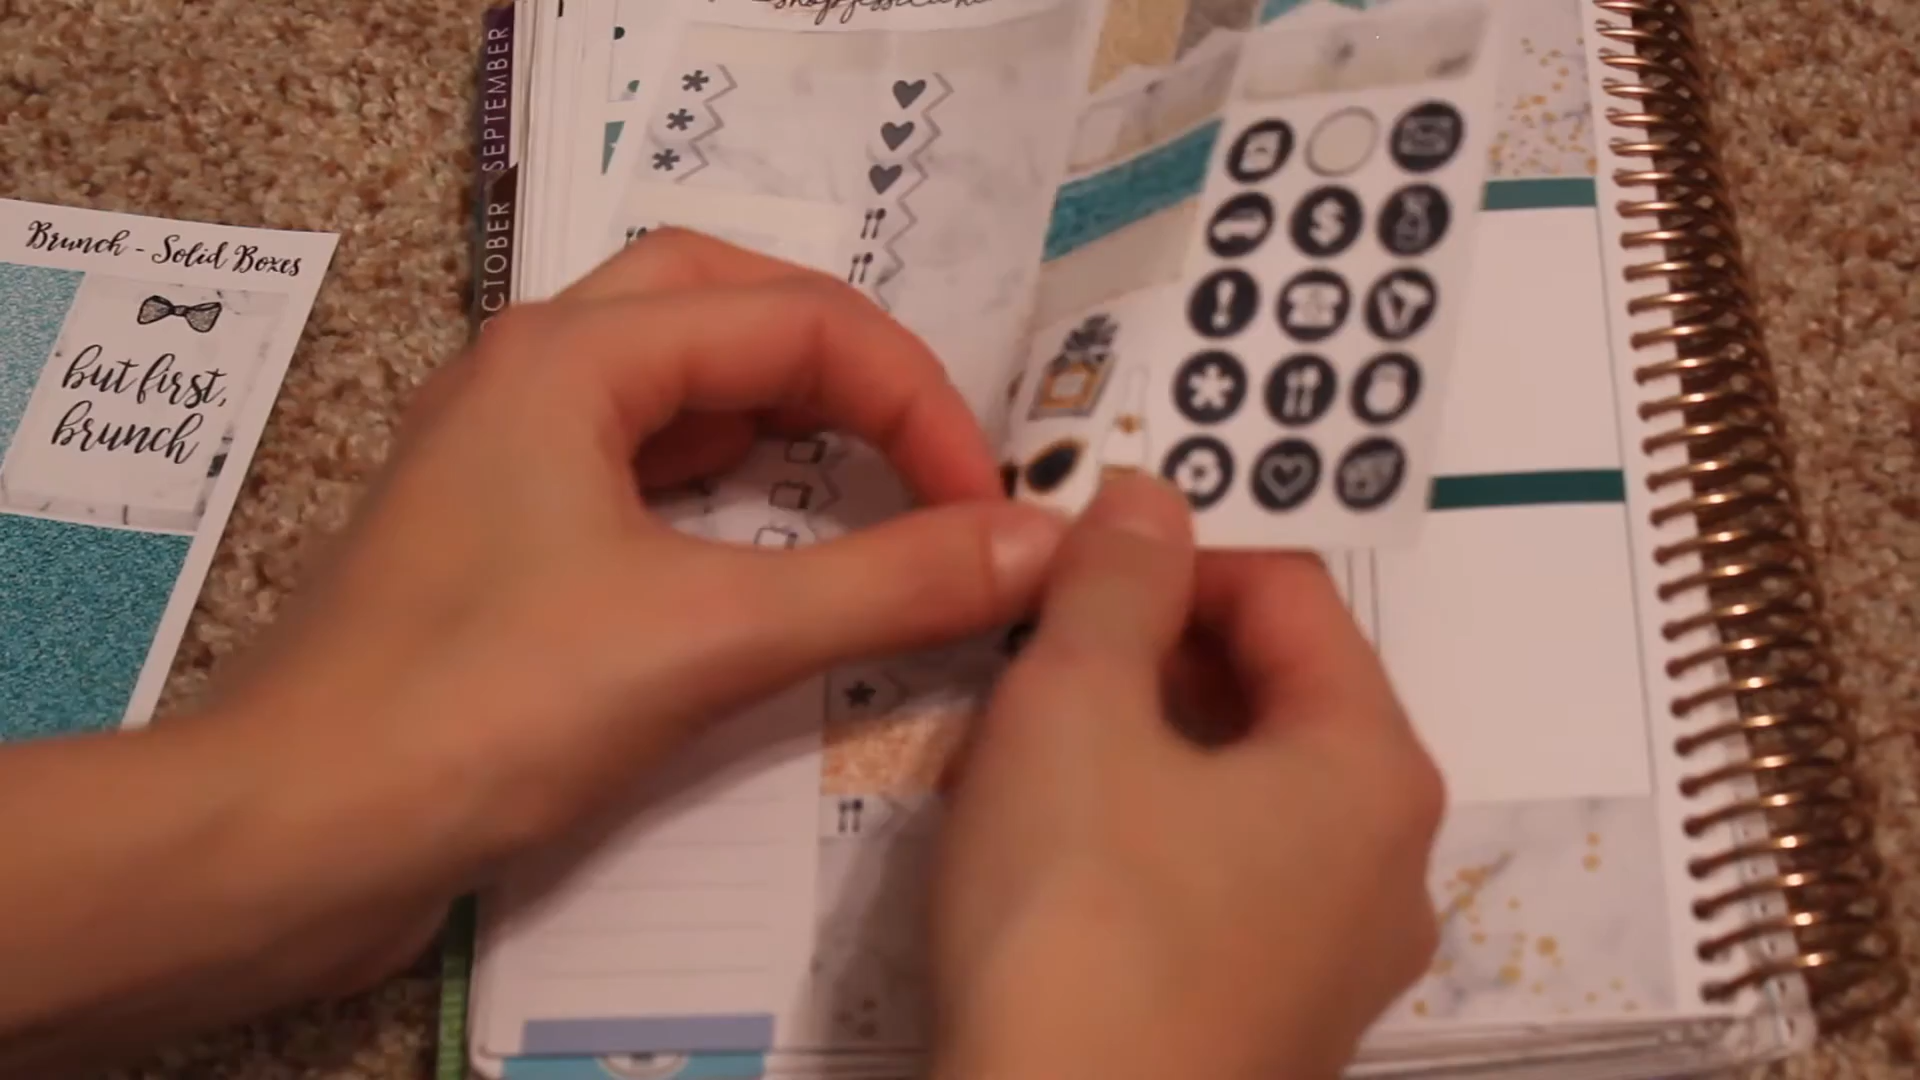 SEPTEMBER
OCTOBER
Brunch - Solid Boxes
but first,
brunch